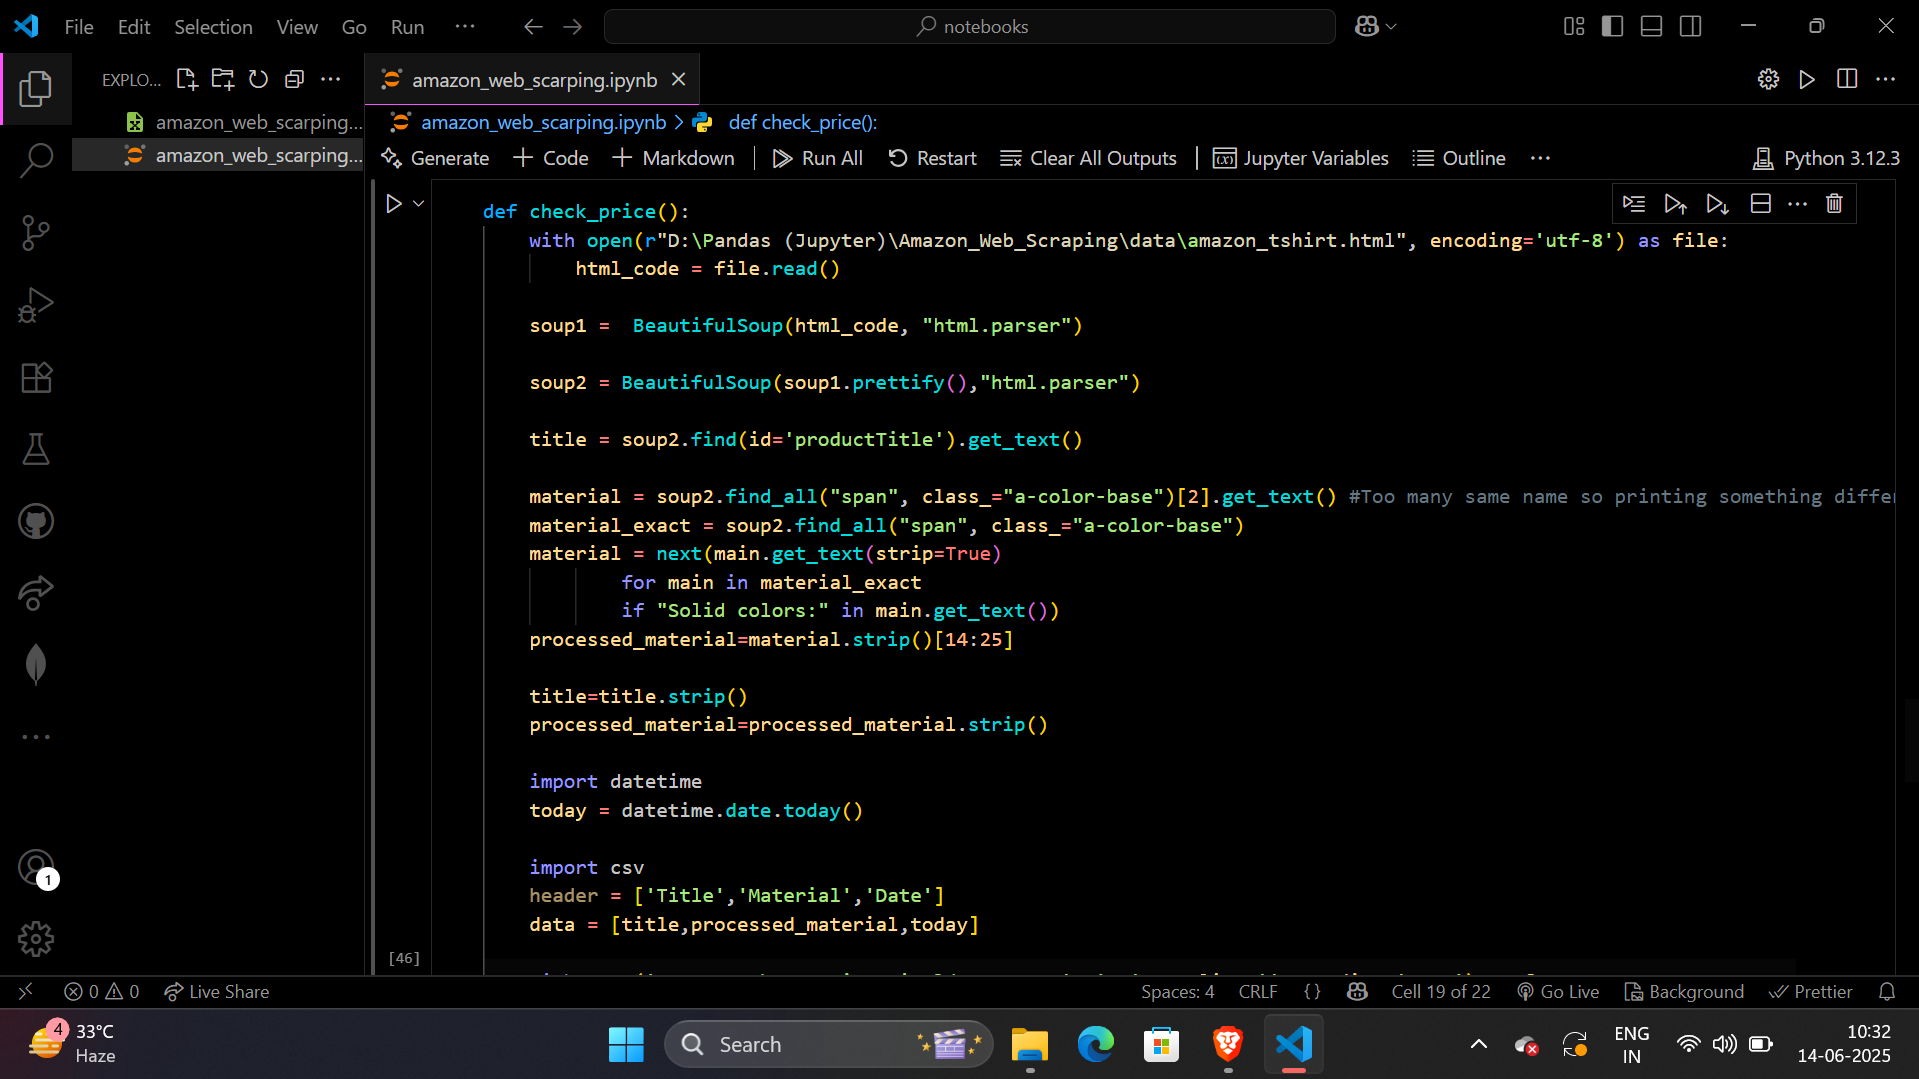 File Edit Selection View Go Run ··· notebooks
EXPLO... amazon_web_scarping.ipynb
amazon_web_scarping...
amazon_web_scarping...
amazon_web_scarping.ipynb > def check_price():
Generate + Code + Markdown Run All Restart Clear All Outputs Jupyter Variables Outline ··· Python 3.12.3
def check_price():
with open(r"D:\Pandas (Jupyter)\Amazon_Web_Scraping\data\amazon_tshirt.html", encoding='utf-8') as file:
html_code = file.read()
soup1 =  BeautifulSoup(html_code, "html.parser")
soup2 = BeautifulSoup(soup1.prettify(),"html.parser")
title = soup2.find(id='productTitle').get_text()
material = soup2.find_all("span", class_="a-color-base")[2].get_text() #Too many same name so printing something differ
material_exact = soup2.find_all("span", class_="a-color-base")
material = next(main.get_text(strip=True)
for main in material_exact
if "Solid colors:" in main.get_text())
processed_material=material.strip()[14:25]
title=title.strip()
processed_material=processed_material.strip()
import datetime
today = datetime.date.today()
import csv
header = ['Title','Material','Date']
data = [title,processed_material,today]
[46]
1
0 0 Live Share Spaces: 4 CRLF {} Cell 19 of 22 Go Live Background Prettier
4 33°C
Haze
Search
ENG
IN
10:32
14-06-2025